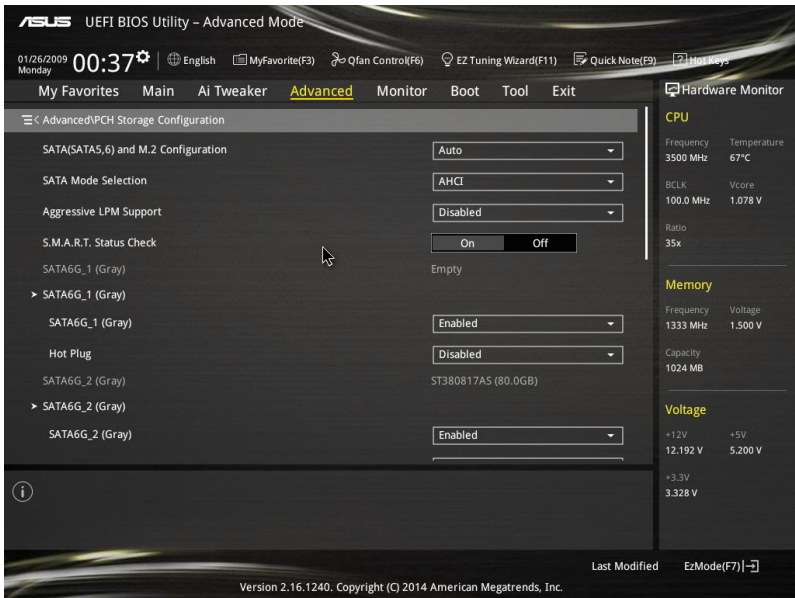 ASUS UEFI BIOS Utility – Advanced Mode
01/26/2009
Monday
00:37
English
MyFavorite(F3)
Qfan Control(F6)
EZ Tuning Wizard(F11)
Quick Note(F9)
? Hot Keys
My Favorites Main Ai Tweaker Advanced Monitor Boot Tool Exit
< Advanced\PCH Storage Configuration
SATA(SATA5,6) and M.2 Configuration Auto
SATA Mode Selection AHCI
Aggressive LPM Support Disabled
S.M.A.R.T. Status Check On Off
SATA6G_1 (Gray) Empty
> SATA6G_1 (Gray)
SATA6G_1 (Gray) Enabled
Hot Plug Disabled
SATA6G_2 (Gray) ST380817AS (80.0GB)
> SATA6G_2 (Gray)
SATA6G_2 (Gray) Enabled
i
Hardware Monitor
CPU
Frequency Temperature
3500 MHz 67°C
BCLK Vcore
100.0 MHz 1.078 V
Ratio
35x
Memory
Frequency Voltage
1333 MHz 1.500 V
Capacity
1024 MB
Voltage
+12V +5V
12.192 V 5.200 V
+3.3V
3.328 V
Last Modified EzMode(F7)
Version 2.16.1240. Copyright (C) 2014 American Megatrends, Inc.